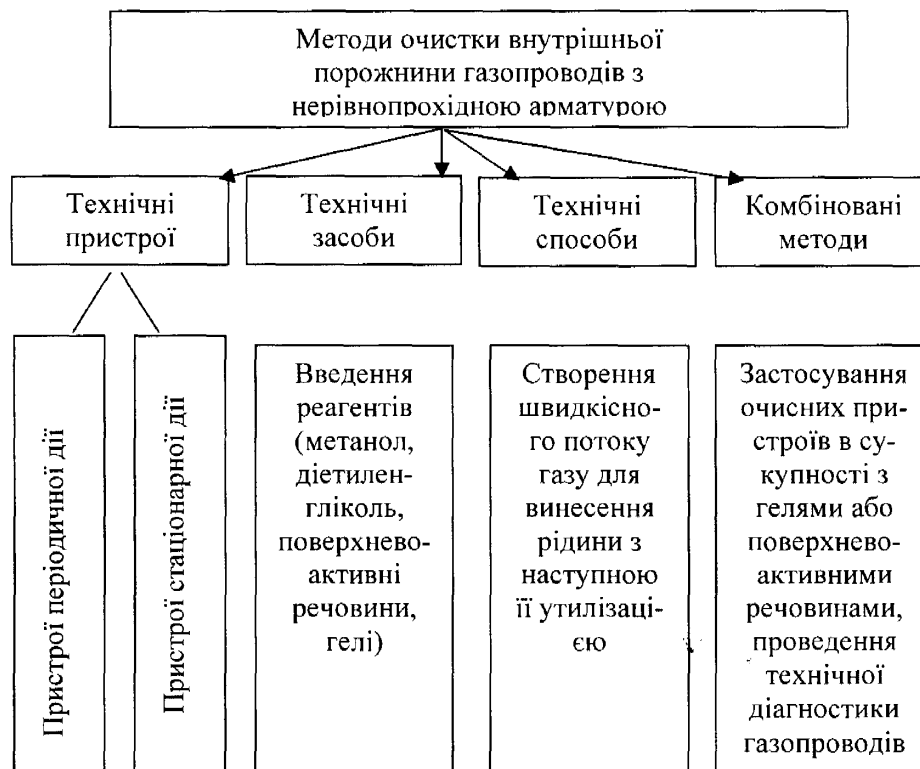 Методи очистки внутрішньої
порожнини газопроводів з
нерівнопрохідною арматурою
Технічні
пристрої
Технічні
засоби
Технічні
способи
Комбіновані
методи
Пристрої періодичної дії
Пристрої стаціонарної дії
Введення
реагентів
(метанол,
діетилен-
гліколь,
поверхнево-
активні
речовини,
гелі)
Створення
швидкісно-
го потоку
газу для
винесення
рідини з
наступною
її утилізаці-
єю
Застосування
очисних при-
строїв в су-
купності з
гелями або
поверхнево-
активними
речовинами,
проведення
технічної
діагностики
газопроводів